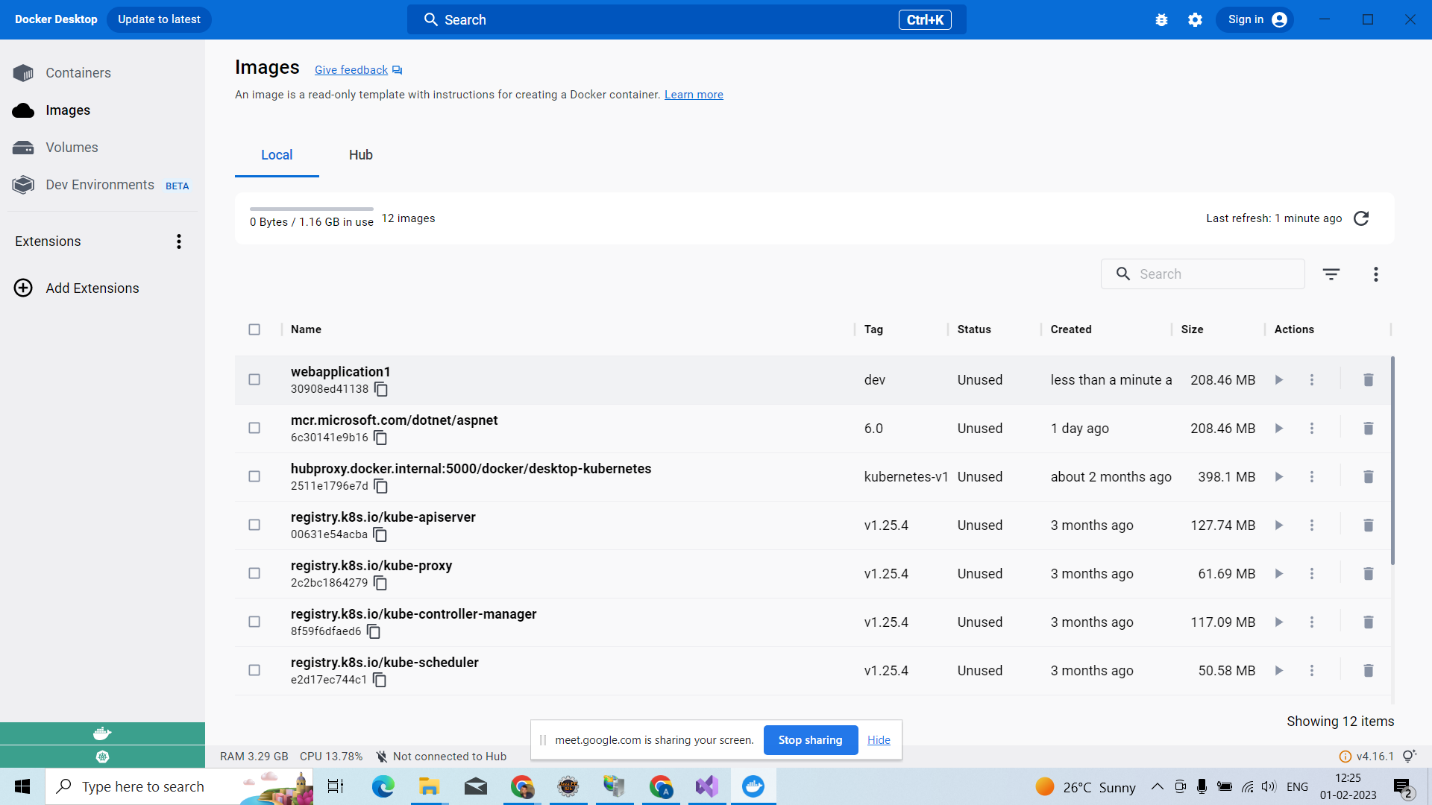 Docker Desktop Update to latest Search Ctrl+K Sign in
Containers
Images
Volumes
Dev Environments BETA
Extensions
Add Extensions
Images Give feedback
An image is a read-only template with instructions for creating a Docker container. Learn more
Local Hub
0 Bytes / 1.16 GB in use 12 images Last refresh: 1 minute ago
Search
Name Tag Status Created Size Actions
webapplication1
30908ed41138
dev Unused less than a minute a 208.46 MB
mcr.microsoft.com/dotnet/aspnet
6c30141e9b16
6.0 Unused 1 day ago 208.46 MB
hubproxy.docker.internal:5000/docker/desktop-kubernetes
2511e1796e7d
kubernetes-v1 Unused about 2 months ago 398.1 MB
registry.k8s.io/kube-apiserver
00631e54acba
v1.25.4 Unused 3 months ago 127.74 MB
registry.k8s.io/kube-proxy
2c2bc1864279
v1.25.4 Unused 3 months ago 61.69 MB
registry.k8s.io/kube-controller-manager
8f59f6dfaed6
v1.25.4 Unused 3 months ago 117.09 MB
registry.k8s.io/kube-scheduler
e2d17ec744c1
v1.25.4 Unused 3 months ago 50.58 MB
Showing 12 items
meet.google.com is sharing your screen. Stop sharing Hide
RAM 3.29 GB CPU 13.78% Not connected to Hub v4.16.1
Type here to search 26°C Sunny ENG 12:25
01-02-2023 2